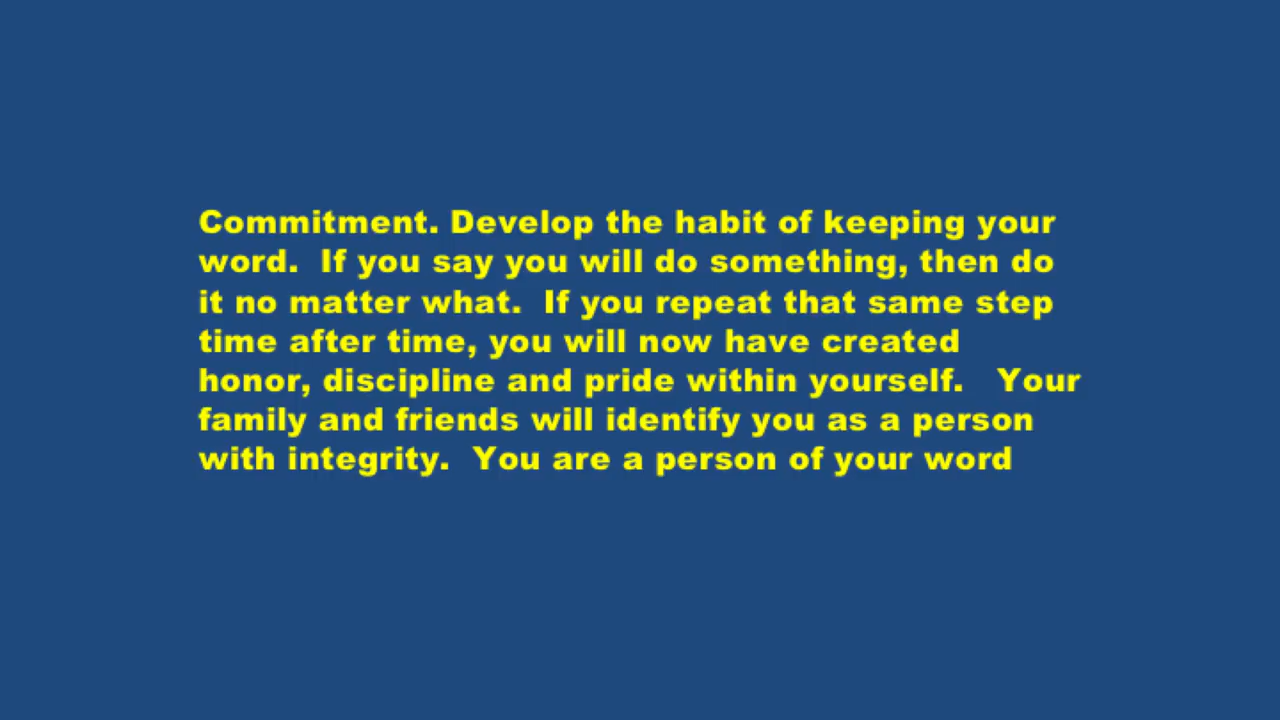 Commitment. Develop the habit of keeping your
word.  If you say you will do something, then do
it no matter what.  If you repeat that same step
time after time, you will now have created
honor, discipline and pride within yourself.   Your
family and friends will identify you as a person
with integrity.  You are a person of your word